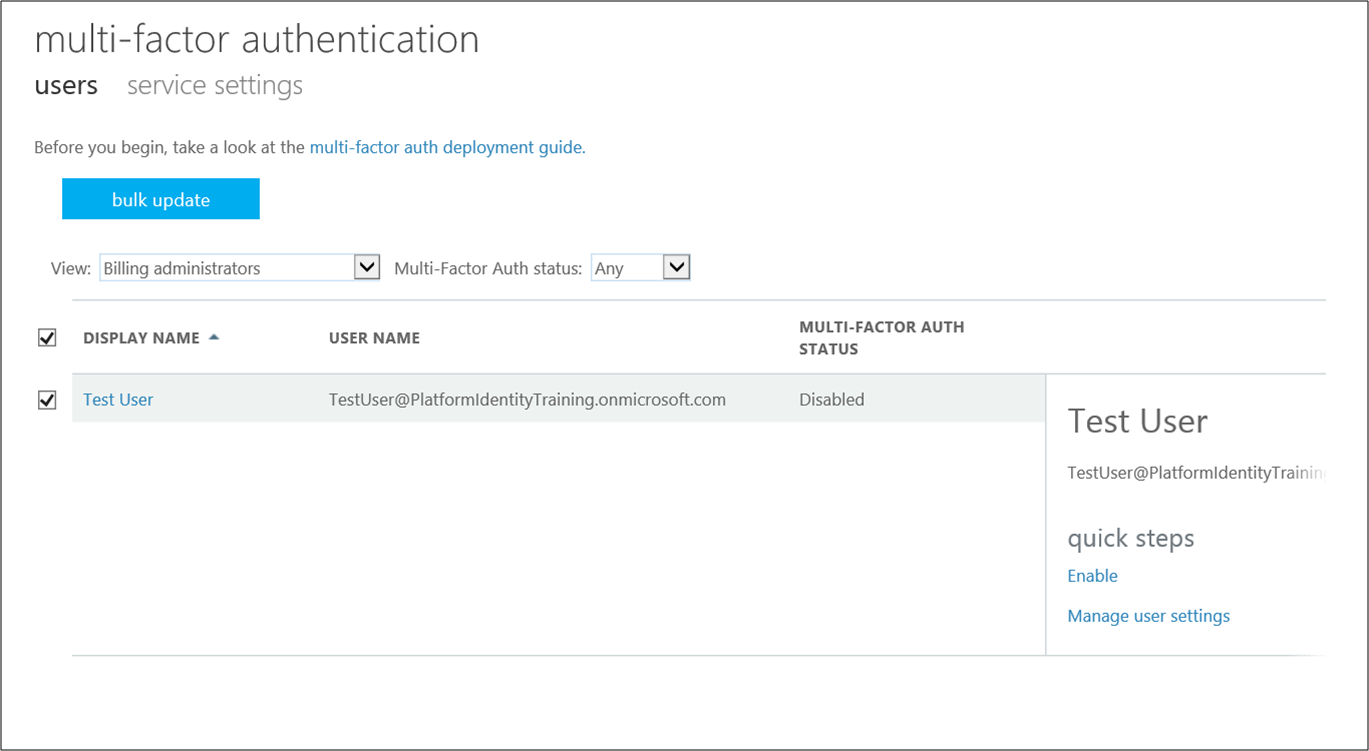 multi-factor authentication
users service settings
Before you begin, take a look at the multi-factor auth deployment guide.
bulk update
View: Billing administrators Multi-Factor Auth status: Any
DISPLAY NAME USER NAME MULTI-FACTOR AUTH STATUS
Test User TestUser@PlatformIdentityTraining.onmicrosoft.com Disabled
Test User
TestUser@PlatformIdentityTraining
quick steps
Enable
Manage user settings